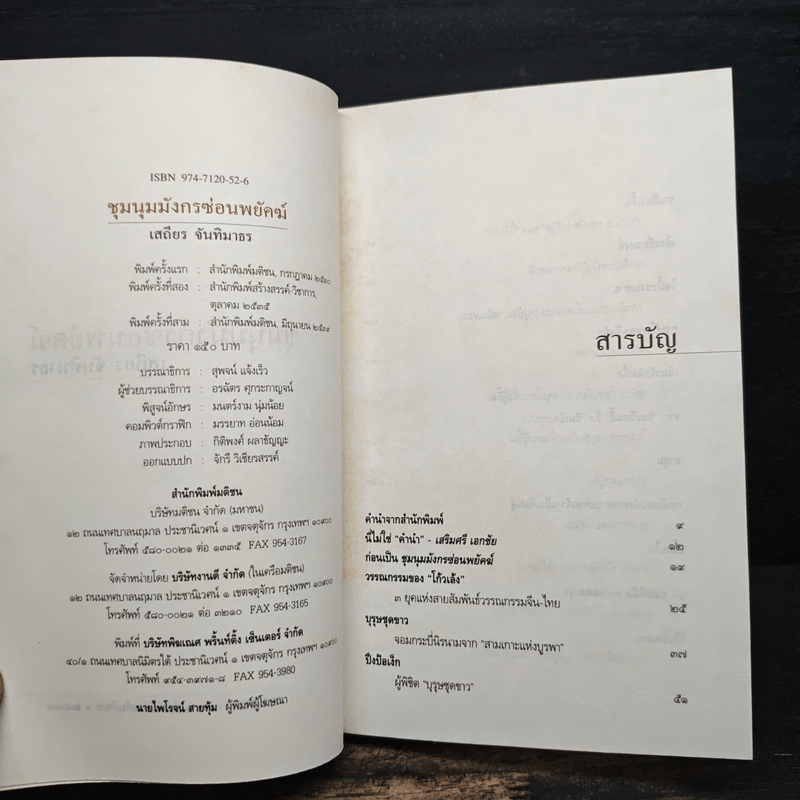 ISBN 974-7120-52-6
ชุมนุมมังกรซ่อนพยัคฆ์
เสถียร จันทิมาธร
พิมพ์ครั้งแรก : สำนักพิมพ์มติชน, กรกฎาคม ๒๕๓๐
พิมพ์ครั้งที่สอง : สำนักพิมพ์สร้างสรรค์-วิชาการ,
ตุลาคม ๒๕๓๕
พิมพ์ครั้งที่สาม : สำนักพิมพ์มติชน, มิถุนายน ๒๕๓๙
ราคา ๑๕๐ บาท
บรรณาธิการ : สุพจน์ แจ้งเร็ว
ผู้ช่วยบรรณาธิการ : อรฉัตร ศุกระกาญจน์
พิสูจน์อักษร : มนตร์งาม นุ่มน้อย
คอมพิวต์กราฟิก : มรรยาท อ่อนน้อม
ภาพประกอบ : กิติพงศ์ ผลาธัญญะ
ออกแบบปก : จักรี วิเชียรสรรค์
สำนักพิมพ์มติชน
บริษัทมติชน จำกัด (มหาชน)
๑๒ ถนนเทศบาลนฤมาล ประชานิเวศน์ ๑ เขตจตุจักร กรุงเทพฯ ๑๐๙๐๐
โทรศัพท์ ๕๘๐-๐๐๒๑ ต่อ ๑๓๓๕ FAX 954-3167
จัดจำหน่ายโดย บริษัทงานดี จำกัด (ในเครือมติชน)
๑๒ ถนนเทศบาลนฤมาล ประชานิเวศน์ ๑ เขตจตุจักร กรุงเทพฯ ๑๐๙๐๐
โทรศัพท์ ๕๘๐-๐๐๒๑ ต่อ ๓๒๑๐ FAX 954-3165
พิมพ์ที่ บริษัทพิฆเณศ พริ้นท์ติ้ง เซ็นเตอร์ จำกัด
๔๐/๑ ถนนเทศบาลนิมิตรใต้ ประชานิเวศน์ ๑ เขตจตุจักร กรุงเทพฯ
โทรศัพท์ ๙๕๔-๓๙๗๑-๘ FAX 954-3980
นายไพโรจน์ สายทุ้ม ผู้พิมพ์ผู้โฆษณา
สารบัญ
คำนำจากสำนักพิมพ์ ๙
นี่ไม่ใช่ "คำนำ" - เสริมศรี เอกชัย ๑๒
ก่อนเป็น ชุมนุมมังกรซ่อนพยัคฆ์ ๑๙
วรรณกรรมของ "โก้วเล้ง"
๓ ยุคแห่งสายสัมพันธ์วรรณกรรมจีน-ไทย ๒๕
บุรุษชุดขาว
จอมกระบี่นิรนามจาก "สามเกาะแห่งบูรพา" ๓๗
ปึงป้อเง็ก
ผู้พิชิต "บุรุษชุดขาว" ๕๑